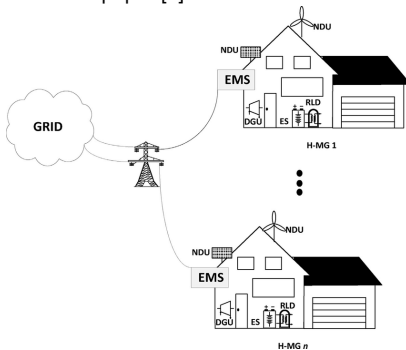 NDU
NDU
EMS
GRID
RLD
DGU
ES
H-MG 1
NDU
NDU
EMS
RLD
DGU
ES
H-MG n